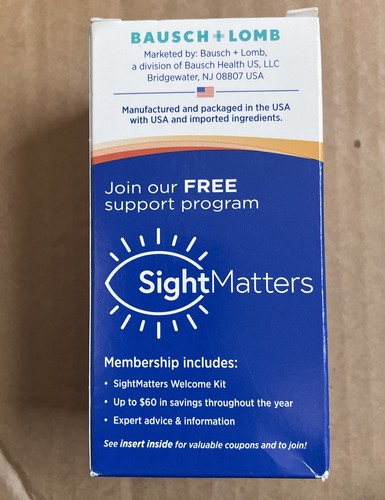 BAUSCH + LOMB
Marketed by: Bausch + Lomb,
a division of Bausch Health US, LLC
Bridgewater, NJ 08807 USA
Manufactured and packaged in the USA
with USA and imported ingredients.
Join our FREE
support program
SightMatters
Membership includes:
• SightMatters Welcome Kit
• Up to $60 in savings throughout the year
• Expert advice & information
See insert inside for valuable coupons and to join!